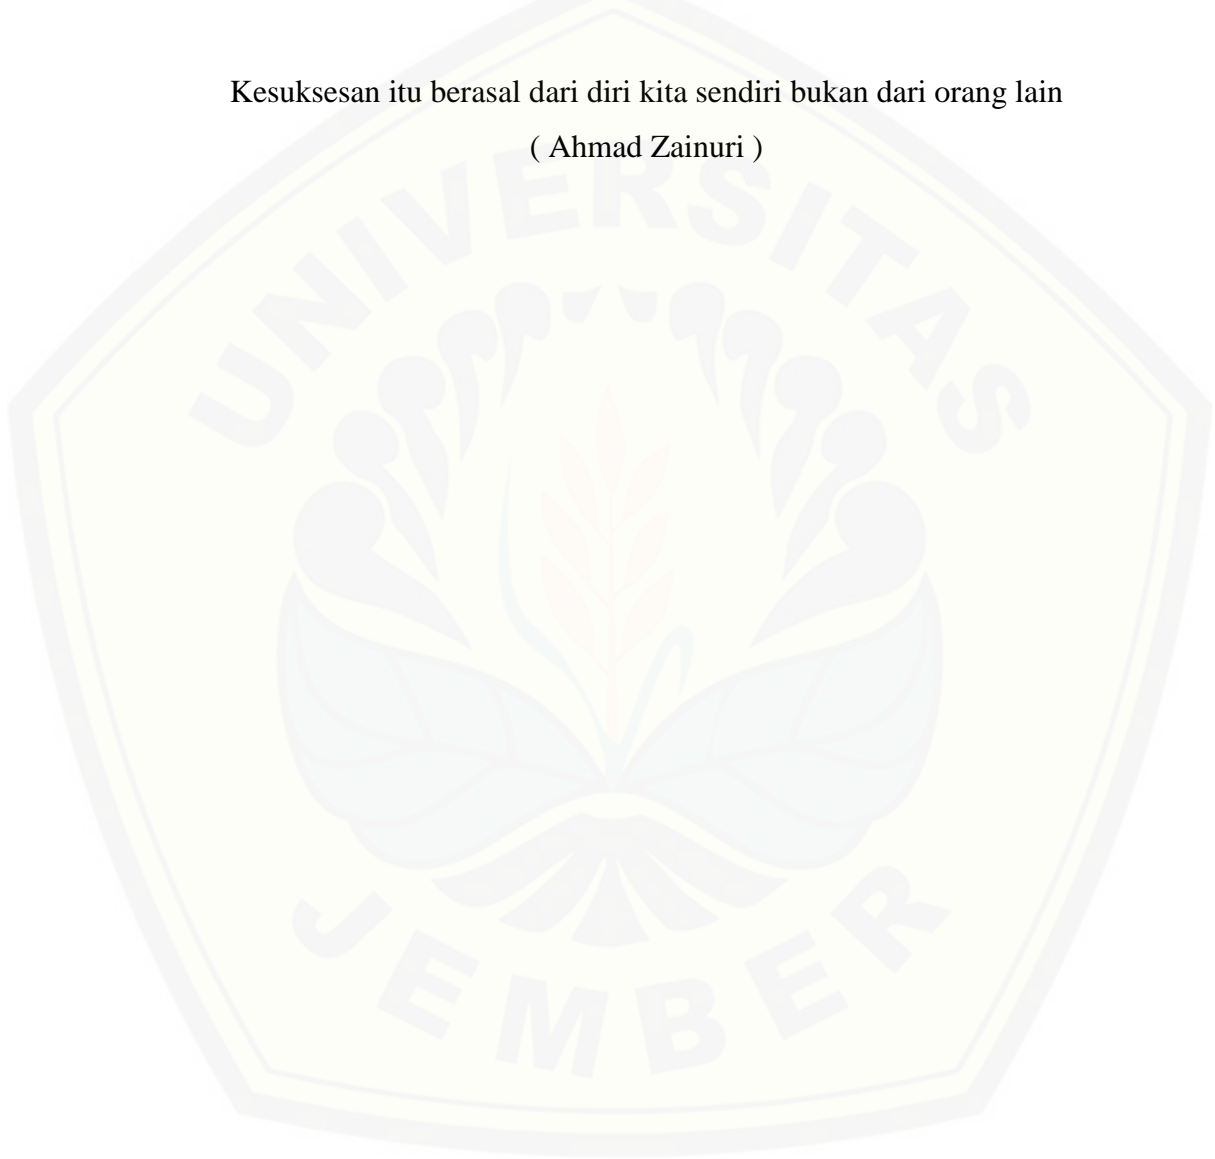 Kesuksesan itu berasal dari diri kita sendiri bukan dari orang lain
( Ahmad Zainuri )
UNIVERSITAS
JEMBER